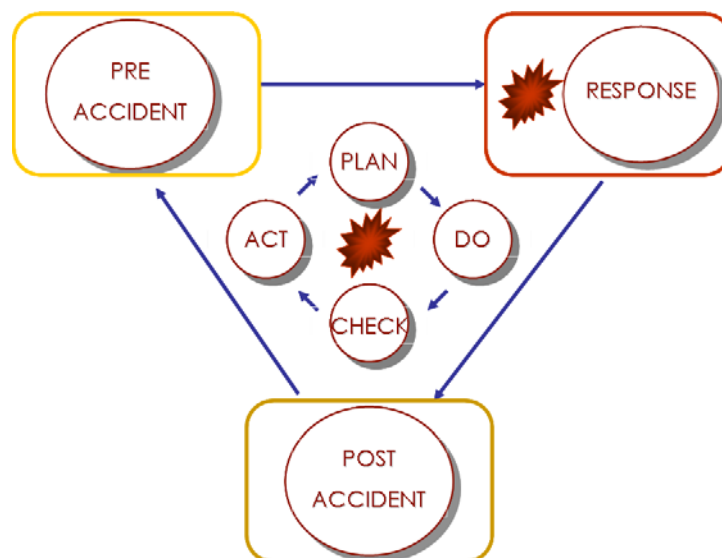 PRE
ACCIDENT
RESPONSE
PLAN
ACT
DO
CHECK
POST
ACCIDENT